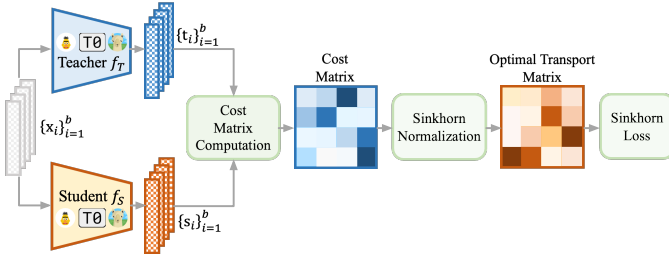 {x_i}_{i=1}^b
T0
Teacher f_T
{t_i}_{i=1}^b
T0
Student f_S
{s_i}_{i=1}^b
Cost
Matrix
Computation
Cost
Matrix
Sinkhorn
Normalization
Optimal Transport
Matrix
Sinkhorn
Loss